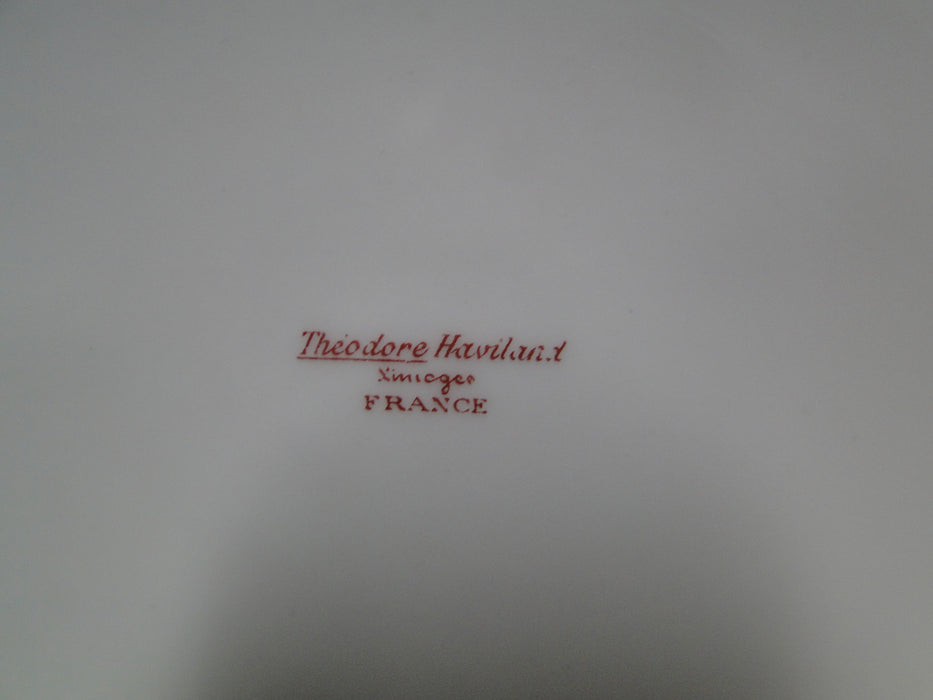 Théodore Haviland
Limoges
FRANCE